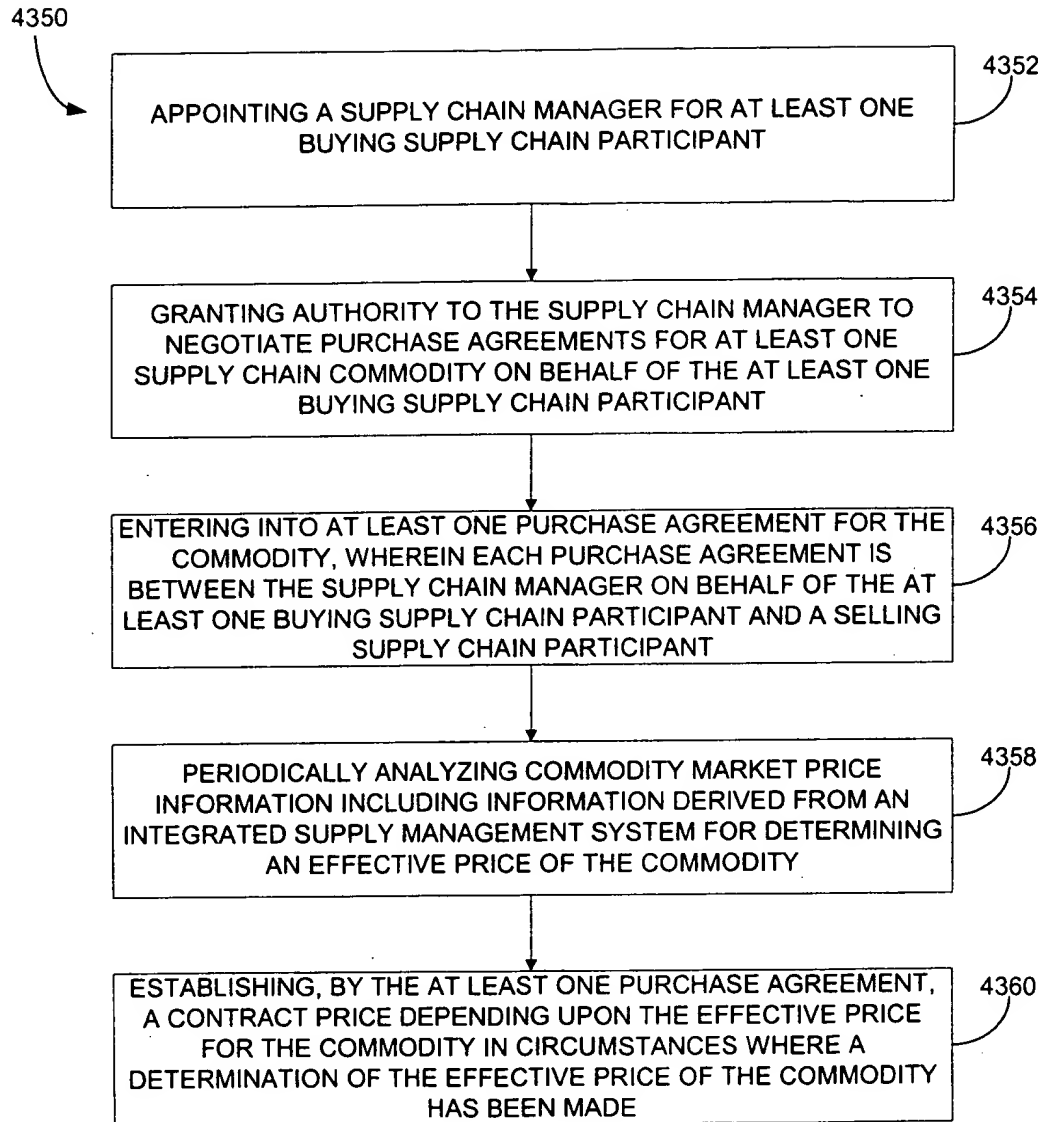 4350
4352
APPOINTING A SUPPLY CHAIN MANAGER FOR AT LEAST ONE
BUYING SUPPLY CHAIN PARTICIPANT
4354
GRANTING AUTHORITY TO THE SUPPLY CHAIN MANAGER TO
NEGOTIATE PURCHASE AGREEMENTS FOR AT LEAST ONE
SUPPLY CHAIN COMMODITY ON BEHALF OF THE AT LEAST ONE
BUYING SUPPLY CHAIN PARTICIPANT
4356
ENTERING INTO AT LEAST ONE PURCHASE AGREEMENT FOR THE
COMMODITY, WHEREIN EACH PURCHASE AGREEMENT IS
BETWEEN THE SUPPLY CHAIN MANAGER ON BEHALF OF THE AT
LEAST ONE BUYING SUPPLY CHAIN PARTICIPANT AND A SELLING
SUPPLY CHAIN PARTICIPANT
4358
PERIODICALLY ANALYZING COMMODITY MARKET PRICE
INFORMATION INCLUDING INFORMATION DERIVED FROM AN
INTEGRATED SUPPLY MANAGEMENT SYSTEM FOR DETERMINING
AN EFFECTIVE PRICE OF THE COMMODITY
4360
ESTABLISHING, BY THE AT LEAST ONE PURCHASE AGREEMENT,
A CONTRACT PRICE DEPENDING UPON THE EFFECTIVE PRICE
FOR THE COMMODITY IN CIRCUMSTANCES WHERE A
DETERMINATION OF THE EFFECTIVE PRICE OF THE COMMODITY
HAS BEEN MADE